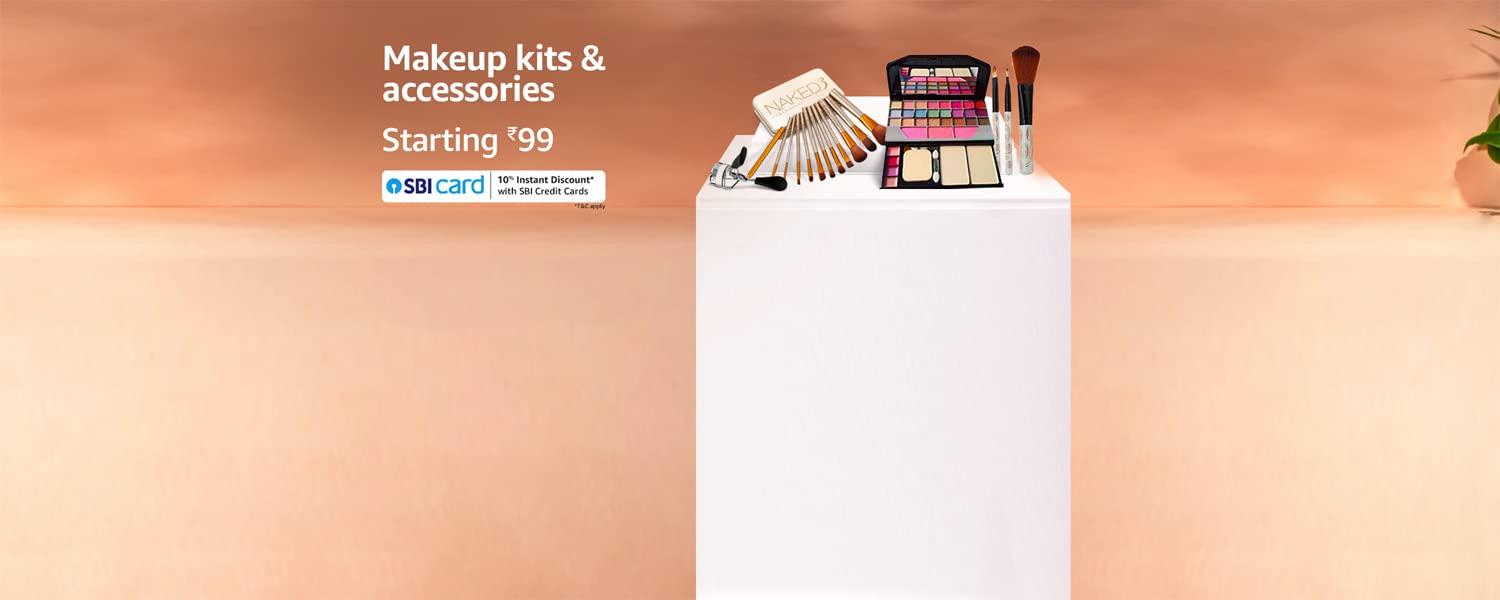 Makeup kits &
accessories
Starting ₹99
SBI card
10% Instant Discount*
with SBI Credit Cards
*T&C apply
NAKED3